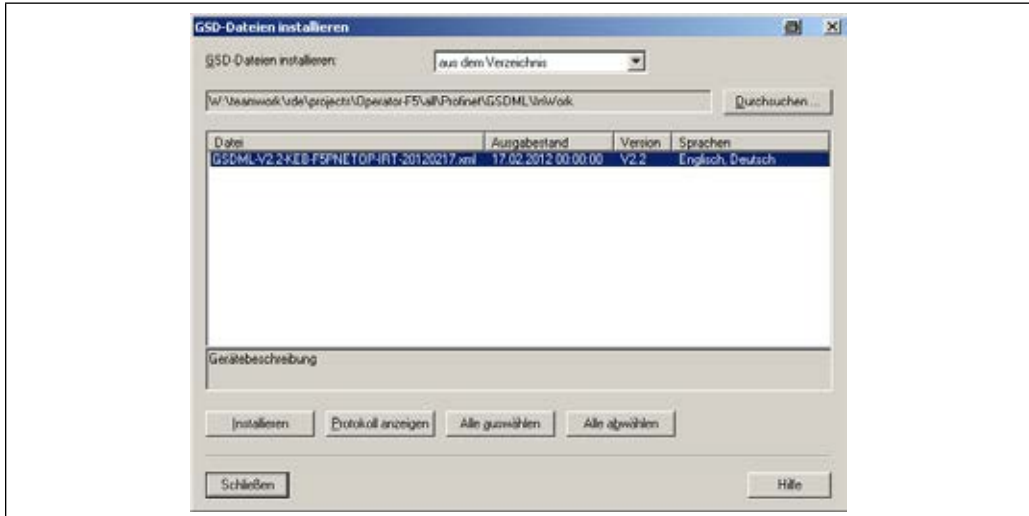 GSD-Dateien installieren
GSD-Dateien installieren: aus dem Verzeichnis
W:\teamwork\rde\projects\Operator-F5\all\Profinet\GSDML\InWork Durchsuchen ...
Datei Ausgabestand Version Sprachen
GSDML-V2.2-KEB-F5PNETOP-IRT-20120217.xml 17.02.2012 00:00:00 V2.2 Englisch, Deutsch
Gerätebeschreibung
Installieren Protokoll anzeigen Alle auswählen Alle abwählen
Schließen Hilfe